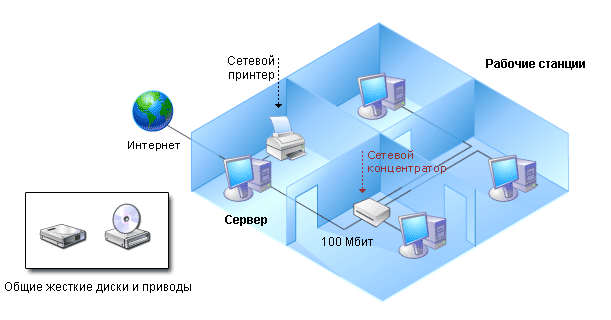 Сетевой
принтер
Рабочие станции
Интернет
Сетевой
концентратор
Сервер
100 Мбит
Общие жесткие диски и приводы